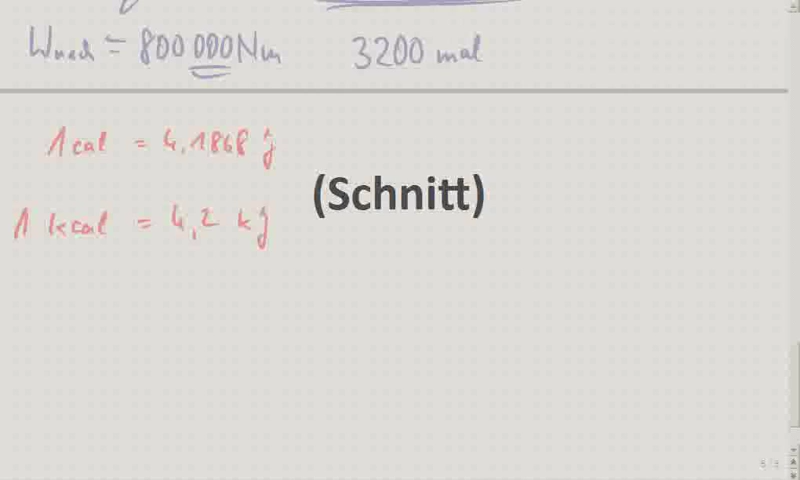 Wmech = 800 000 Nm 3200 mal
1 cal = 4,1868 J
(Schnitt)
1 kcal = 4,2 kJ